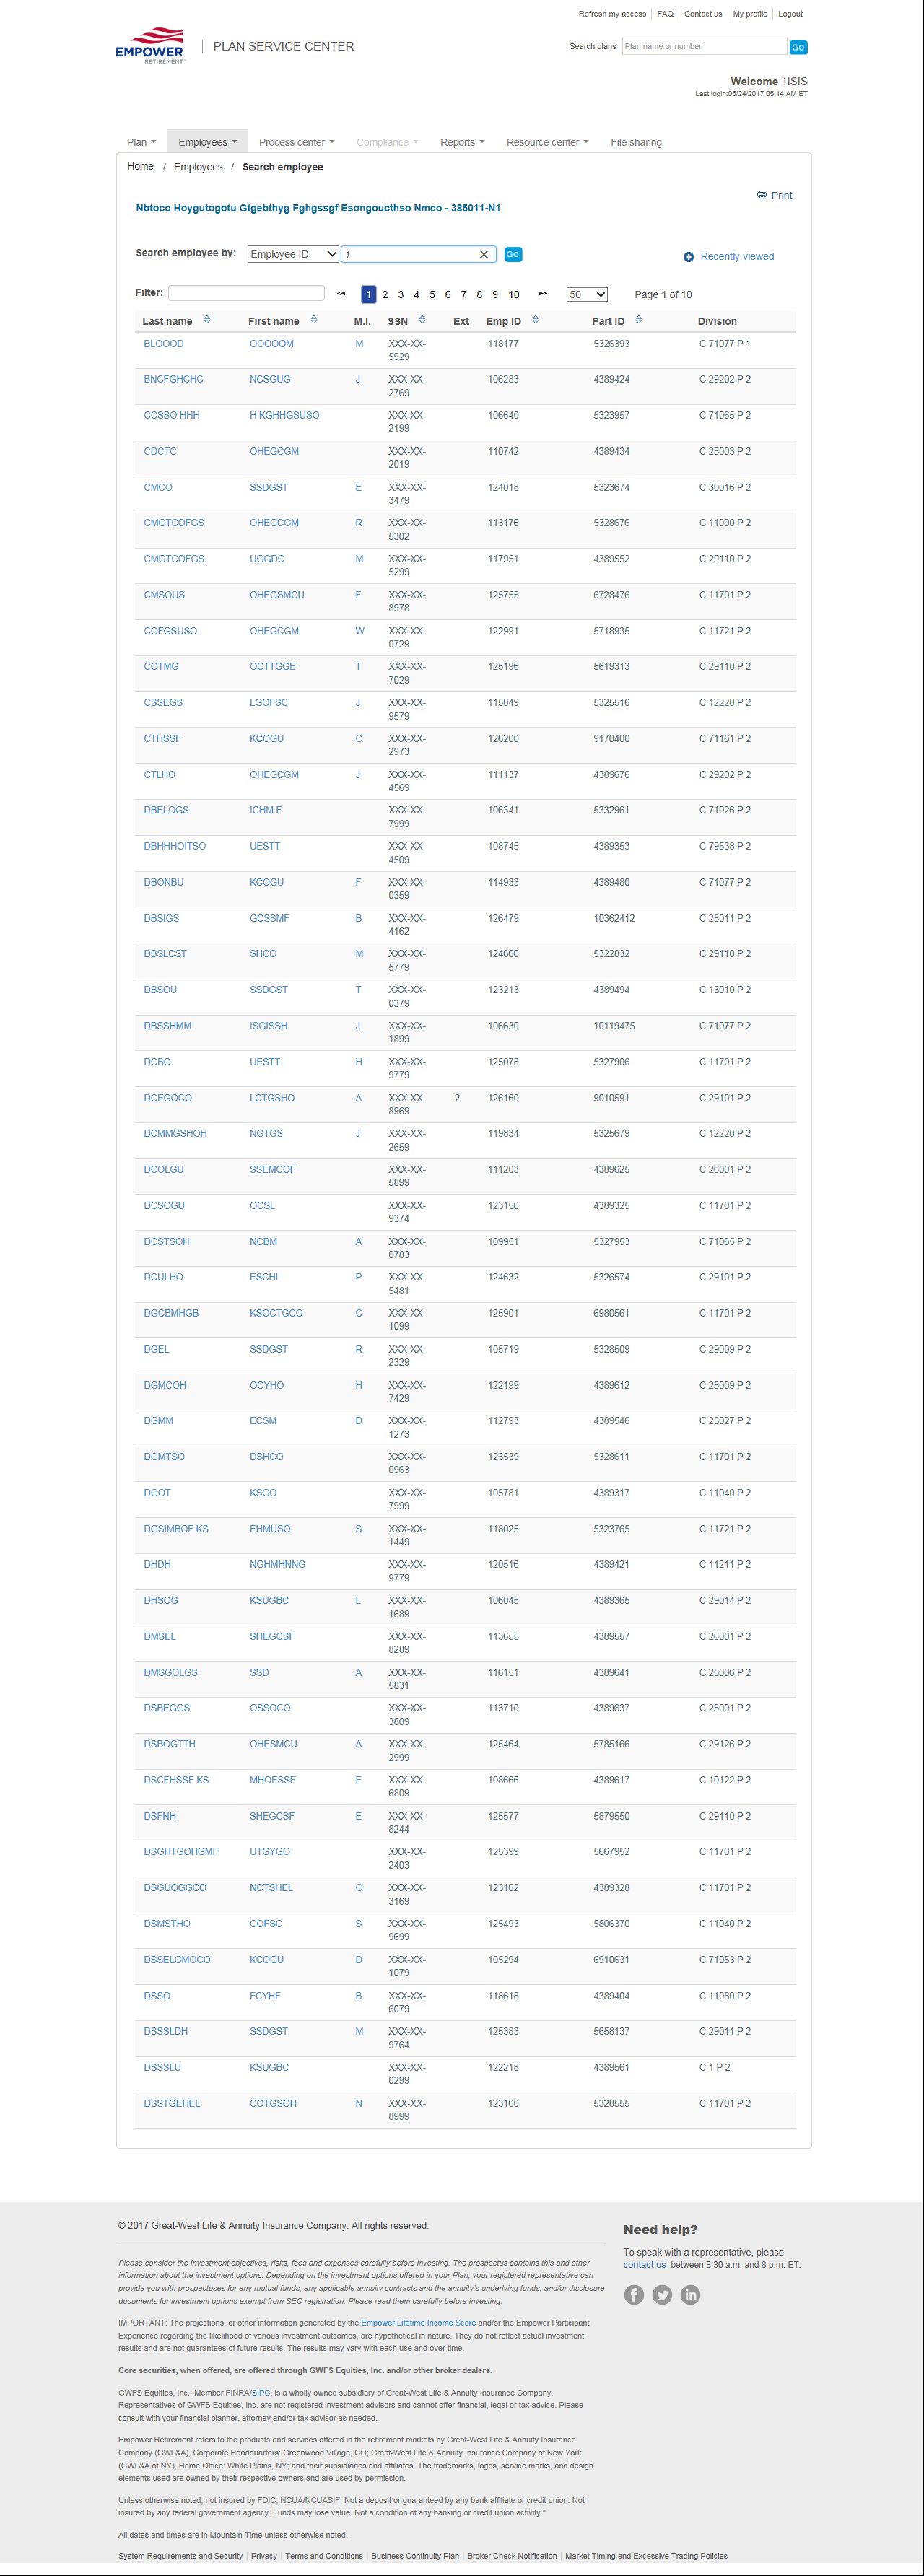 Refresh my access FAQ Contact us My profile Logout
EMPOWER
RETIREMENT
PLAN SERVICE CENTER
Search plans Plan name or number Go
Welcome 1ISIS
Last login:05/24/2017 05:14 AM ET
Plan Employees Process center Compliance Reports Resource center File sharing
Home / Employees / Search employee
Print
Nbtoco Hoygutogotu Gtgebthyg Fghgssgf Esongoucthso Nmco - 385011-N1
Search employee by: Employee ID 1 Go
Recently viewed
Filter: 1 2 3 4 5 6 7 8 9 10 50 Page 1 of 10
Last name First name M.I. SSN Ext Emp ID Part ID Division
BLOOOD OOOOOM M XXX-XX-5929 118177 5326393 C 71077 P 1
BNCFGHCHC NCSGUG J XXX-XX-2769 106283 4389424 C 29202 P 2
CCSSO HHH H KGHHGSUSO XXX-XX-2199 106640 5323957 C 71065 P 2
CDCTC OHEGCGM XXX-XX-2019 110742 4389434 C 28003 P 2
CMCO SSDGST E XXX-XX-3479 124018 5323674 C 30016 P 2
CMGTCOFGS OHEGCGM R XXX-XX-5302 113176 5328676 C 11090 P 2
CMGTCOFGS UGGDC M XXX-XX-5299 117951 4389552 C 29110 P 2
CMSOUS OHEGSMCU F XXX-XX-8978 125755 6728476 C 11701 P 2
COFGSUSO OHEGCGM W XXX-XX-0729 122991 5718935 C 11721 P 2
COTMG OCTTGGE T XXX-XX-7029 125196 5619313 C 29110 P 2
CSSEGS LGOFSC J XXX-XX-9579 115049 5325516 C 12220 P 2
CTHSSF KCOGU C XXX-XX-2973 126200 9170400 C 71161 P 2
CTLHO OHEGCGM J XXX-XX-4569 111137 4389676 C 29202 P 2
DBELOGS ICHM F XXX-XX-7999 106341 5332961 C 71026 P 2
DBHHHOITSO UESTT XXX-XX-4509 108745 4389353 C 79538 P 2
DBONBU KCOGU F XXX-XX-0359 114933 4389480 C 71077 P 2
DBSIGS GCSSMF B XXX-XX-4162 126479 10362412 C 25011 P 2
DBSLCST SHCO M XXX-XX-5779 124666 5322832 C 29110 P 2
DBSOU SSDGST T XXX-XX-0379 123213 4389494 C 13010 P 2
DBSSHMM ISGISSH J XXX-XX-1899 106630 10119475 C 71077 P 2
DCBO UESTT H XXX-XX-9779 125078 5327906 C 11701 P 2
DCEGOCO LCTGSHO A XXX-XX-8969 2 126160 9010591 C 29101 P 2
DCMMGSHOH NGTGS J XXX-XX-2659 119834 5325679 C 12220 P 2
DCOLGU SSEMCOF XXX-XX-5899 111203 4389625 C 26001 P 2
DCSOGU OCSL XXX-XX-9374 123156 4389325 C 11701 P 2
DCSTSOH NCBM A XXX-XX-0783 109951 5327953 C 71065 P 2
DCULHO ESCHI P XXX-XX-5481 124632 5326574 C 29101 P 2
DGCBMHGB KSOCTGCO C XXX-XX-1099 125901 6980561 C 11701 P 2
DGEL SSDGST R XXX-XX-2329 105719 5328509 C 29009 P 2
DGMCOH OCYHO H XXX-XX-7429 122199 4389612 C 25009 P 2
DGMM ECSM D XXX-XX-1273 112793 4389546 C 25027 P 2
DGMTSO DSHCO XXX-XX-0963 123539 5328611 C 11701 P 2
DGOT KSGO XXX-XX-7999 105781 4389317 C 11040 P 2
DGSIMBOF KS EHMUSO S XXX-XX-1449 118025 5323765 C 11721 P 2
DHDH NGHMHNNG XXX-XX-9779 120516 4389421 C 11211 P 2
DHSOG KSUGBC L XXX-XX-1689 106045 4389365 C 29014 P 2
DMSEL SHEGCSF XXX-XX-8289 113655 4389557 C 26001 P 2
DMSGOLGS SSD A XXX-XX-5831 116151 4389641 C 25006 P 2
DSBEGGS OSSOCO XXX-XX-3809 113710 4389637 C 25001 P 2
DSBOGTTH OHESMCU A XXX-XX-2999 125464 5785166 C 29126 P 2
DSCFHSSF KS MHOESSF E XXX-XX-6809 108666 4389617 C 10122 P 2
DSFNH SHEGCSF E XXX-XX-8244 125577 5879550 C 29110 P 2
DSGHTGOHGMF UTGYGO XXX-XX-2403 125399 5667952 C 11701 P 2
DSGUOGGCO NCTSHEL O XXX-XX-3169 123162 4389328 C 11701 P 2
DSMSTHO COFSC S XXX-XX-9699 125493 5806370 C 11040 P 2
DSSELGMOCO KCOGU D XXX-XX-1079 105294 6910631 C 71053 P 2
DSSO FCYHF B XXX-XX-6079 118618 4389404 C 11080 P 2
DSSSLDH SSDGST M XXX-XX-9764 125383 5658137 C 29011 P 2
DSSSLU KSUGBC XXX-XX-0299 122218 4389561 C 1 P 2
DSSTGEHEL COTGSOH N XXX-XX-8999 123160 5328555 C 11701 P 2
© 2017 Great-West Life & Annuity Insurance Company. All rights reserved.
Please consider the investment objectives, risks, fees and expenses carefully before investing. The prospectus contains this and other
information about the investment options. Depending on the investment options offered in your Plan, your registered representative can
provide you with prospectuses for any mutual funds; any applicable annuity contracts and the annuity's underlying funds; and/or disclosure
documents for investment options exempt from SEC registration. Please read them carefully before investing.
IMPORTANT: The projections, or other information generated by the Empower Lifetime Income Score and/or the Empower Participant
Experience regarding the likelihood of various investment outcomes, are hypothetical in nature. They do not reflect actual investment
results and are not guarantees of future results. The results may vary with each use and over time.
Core securities, when offered, are offered through GWFS Equities, Inc. and/or other broker dealers.
GWFS Equities, Inc., Member FINRA/SIPC, is a wholly owned subsidiary of Great-West Life & Annuity Insurance Company.
Representatives of GWFS Equities, Inc. are not registered investment advisors and cannot offer financial, legal or tax advice. Please
consult with your financial planner, attorney and/or tax advisor as needed.
Empower Retirement refers to the products and services offered in the retirement markets by Great-West Life & Annuity Insurance
Company (GWL&A), Corporate Headquarters: Greenwood Village, CO; Great-West Life & Annuity Insurance Company of New York
(GWL&A of NY), Home Office: White Plains, NY; and their subsidiaries and affiliates. The trademarks, logos, service marks, and design
elements used are owned by their respective owners and are used by permission.
Unless otherwise noted, not insured by FDIC, NCUA/NCUASIF. Not a deposit or guaranteed by any bank affiliate or credit union. Not
insured by any federal government agency. Funds may lose value. Not a condition of any banking or credit union activity."
All dates and times are in Mountain Time unless otherwise noted.
System Requirements and Security Privacy Terms and Conditions Business Continuity Plan Broker Check Notification Market Timing and Excessive Trading Policies
Need help?
To speak with a representative, please
contact us between 8:30 a.m. and 8 p.m. ET.